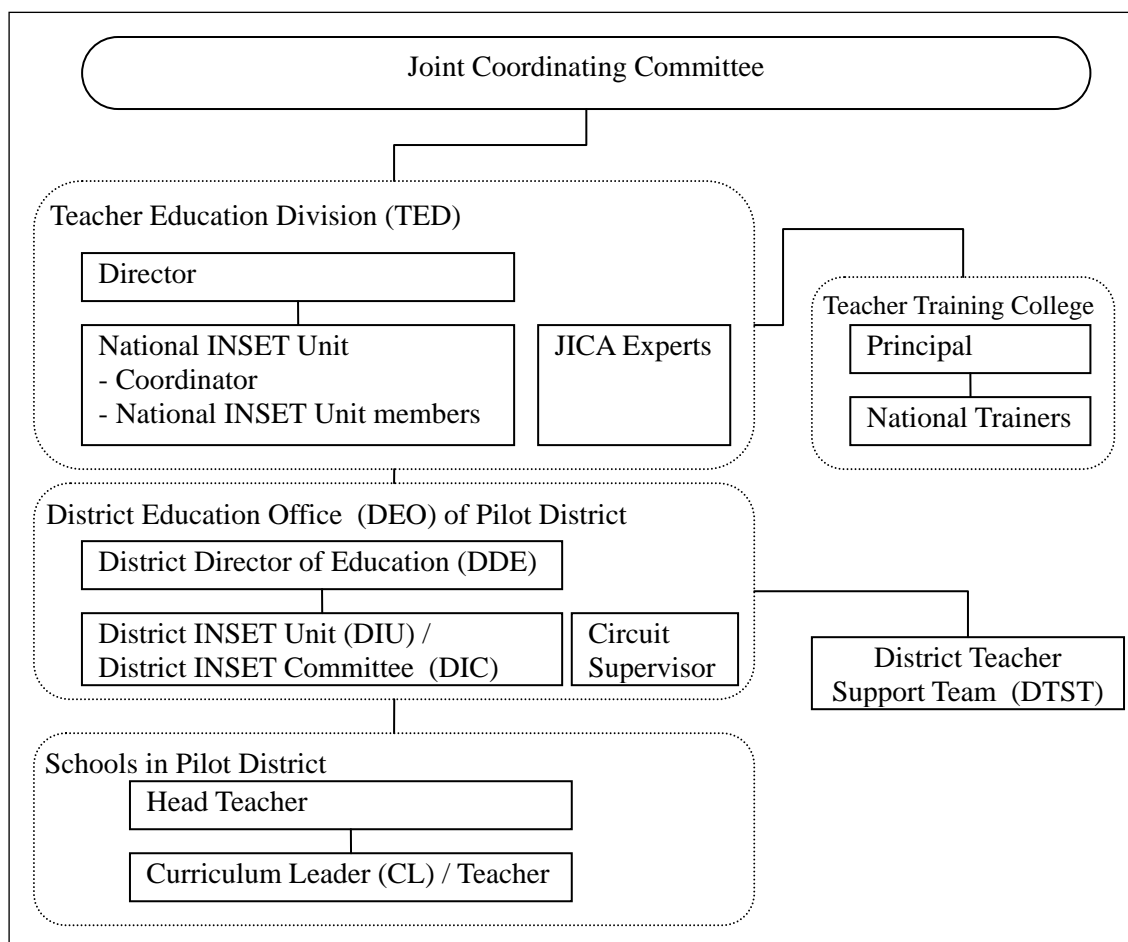 Joint Coordinating Committee
Teacher Education Division (TED)
Director
National INSET Unit
- Coordinator
- National INSET Unit members
JICA Experts
Teacher Training College
Principal
National Trainers
District Education Office (DEO) of Pilot District
District Director of Education (DDE)
District INSET Unit (DIU) /
District INSET Committee (DIC)
Circuit
Supervisor
District Teacher
Support Team (DTST)
Schools in Pilot District
Head Teacher
Curriculum Leader (CL) / Teacher